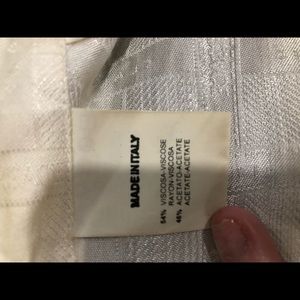 MADE IN ITALY
54% VISCOSA-VISCOSE
RAYON-VISCOSA
46% ACETATO-ACETATE
ACETATE-ACETATE